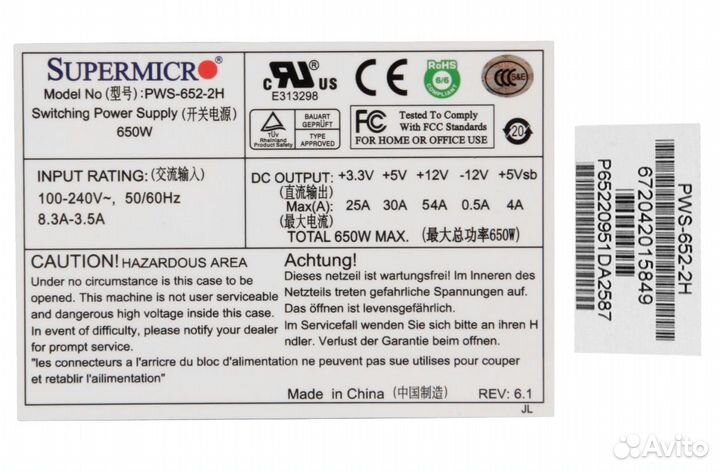 SUPERMICRO®
Model No (型号): PWS-652-2H
Switching Power Supply (开关电源)
650W
c RU US
E313298
CE
RoHS
6/6
COMPLIANT
CCC S&E
TÜV
Rheinland
Product Safety
BAUART
GEPRÜFT
TYPE
APPROVED
FC Tested To Comply
With FCC Standards
FOR HOME OR OFFICE USE
20
INPUT RATING: (交流输入)
100-240V~, 50/60Hz
8.3A-3.5A
DC OUTPUT: +3.3V +5V +12V -12V +5Vsb
(直流输出)
Max(A): 25A 30A 54A 0.5A 4A
(最大电流)
TOTAL 650W MAX. (最大总功率650W)
CAUTION! HAZARDOUS AREA
Under no circumstance is this case to be
opened. This machine is not user serviceable
and dangerous high voltage inside this case.
In event of difficulty, please notify your dealer
for prompt service.
Achtung!
Dieses netzeil ist wartungsfrei. Im Inneren des
Netzteils treten gefahrliche Spannungen auf.
Das öffnen ist levensgefährlich.
Im Servicefall wenden Sie sich bitte an ihren H
ndler. Verlust der Garantie beim offnen.
"les connecteurs a l'arricre du bloc d'alimentation ne peuvent pas sue utilises pour couper
et retablir l'ailimentation"
Made in China (中国制造) REV: 6.1
JL
PWS-652-2H
672042015849
P65220951DA2587
Avito